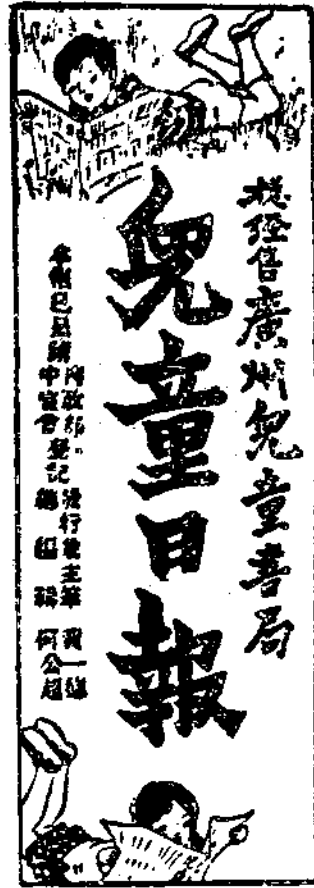 總經售廣州兒童書局
兒童日報
本報已呈請內政部、中宣會登記
發行兼主筆 黃一德
總編輯 何公超